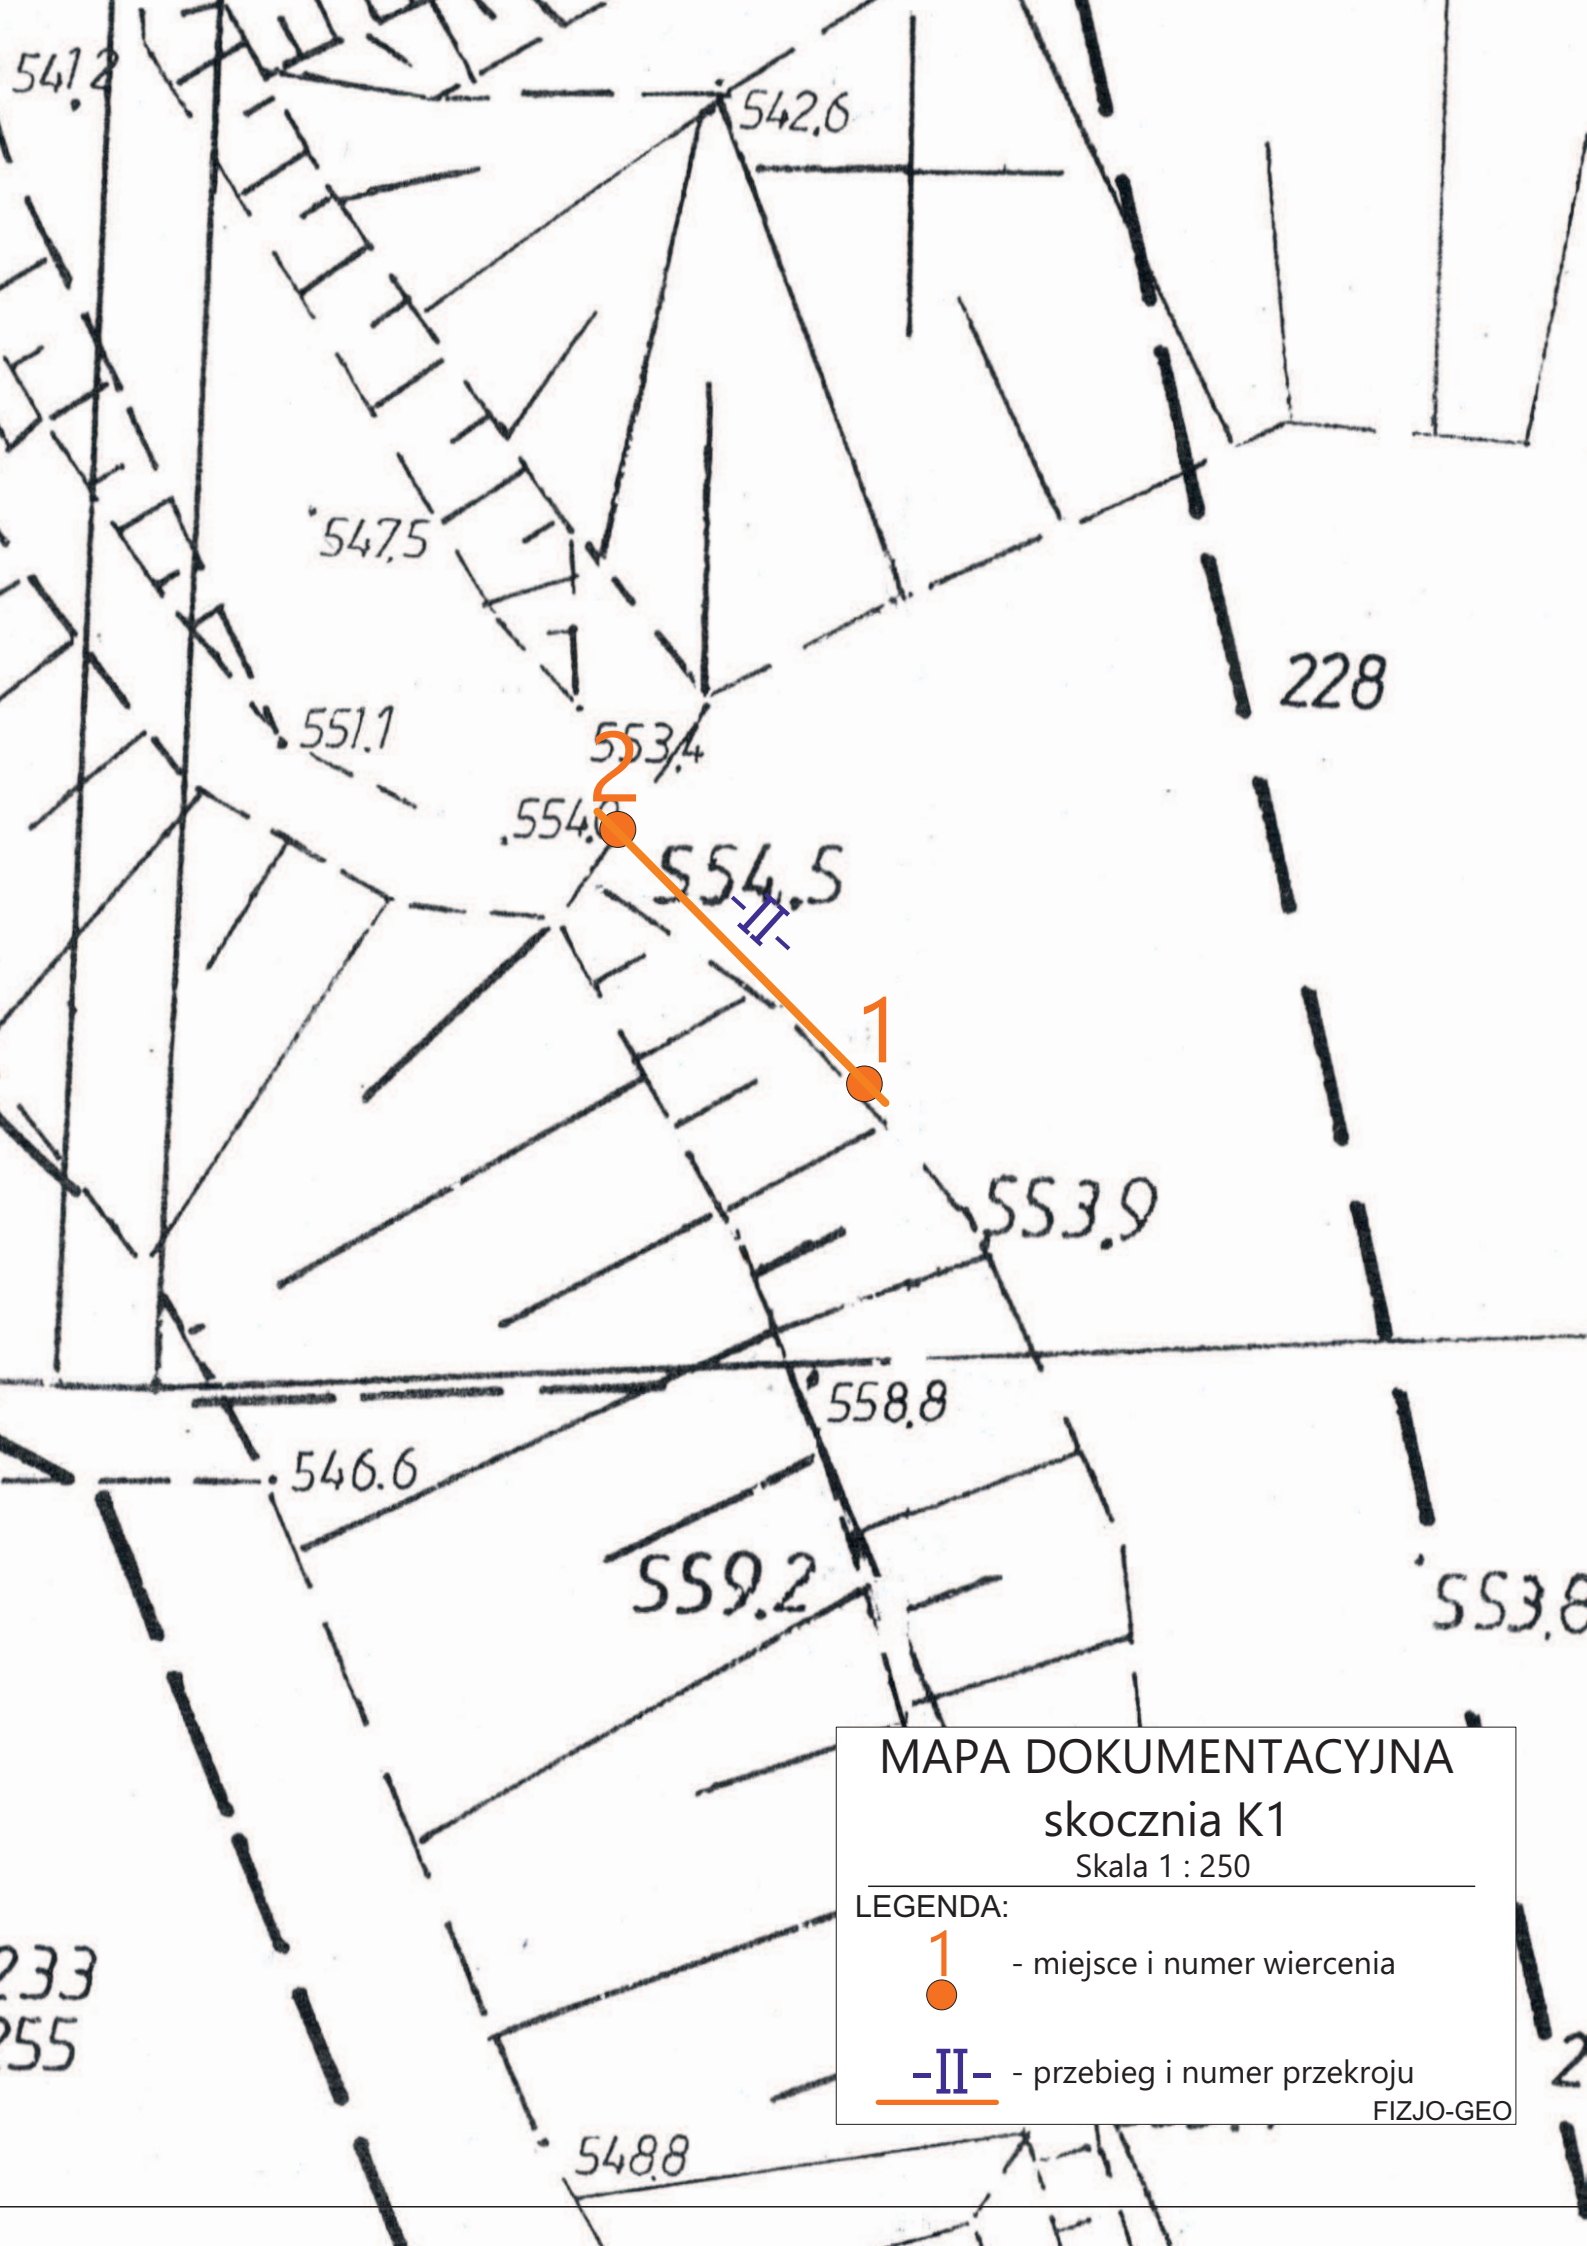 541.2
542.6
547.5
228
551.1
553.4
2
554.
554.5
-II-
1
553.9
558.8
546.6
559.2
553.8
MAPA DOKUMENTACYJNA
skocznia K1
Skala 1 : 250
LEGENDA:
1
- miejsce i numer wiercenia
233
255
-II- - przebieg i numer przekroju
2
FIZJO-GEO
548.8